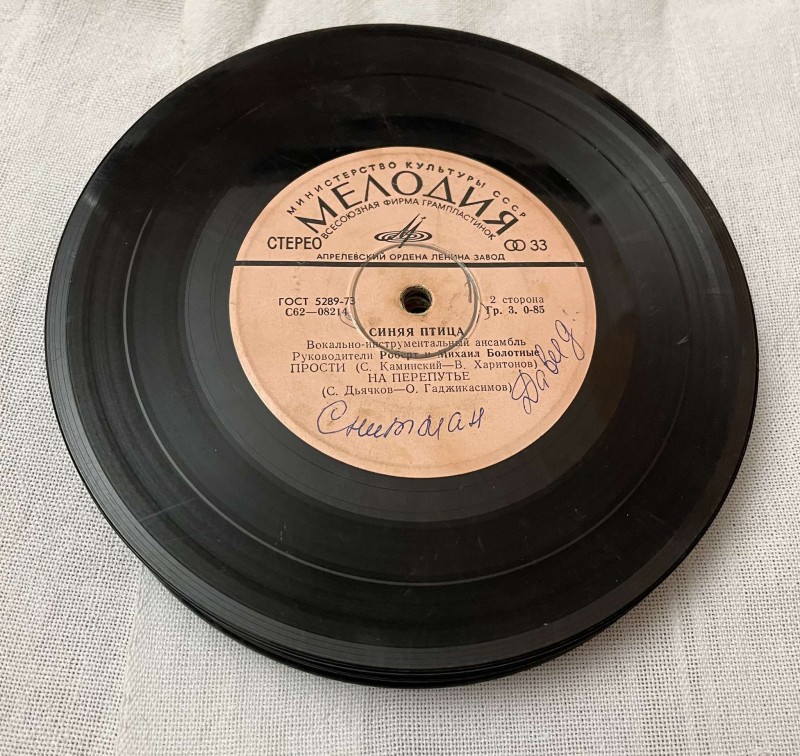 МИНИСТЕРСТВО КУЛЬТУРЫ СССР
МЕЛОДИЯ
ВСЕСОЮЗНАЯ ФИРМА ГРАМПЛАСТИНОК
СТЕРЕО 33
АПРЕЛЕВСКИЙ ОРДЕНА ЛЕНИНА ЗАВОД
ГОСТ 5289-73 2 сторона
С62—08214 Гр. 3. 0-85
СИНЯЯ ПТИЦА
Вокально-инструментальный ансамбль
Руководители Роберт и Михаил Болотные
ПРОСТИ (С. Каминский—В. Харитонов)
НА ПЕРЕПУТЬЕ
(С. Дьячков—О. Гаджикасимов)
Снитман Давид